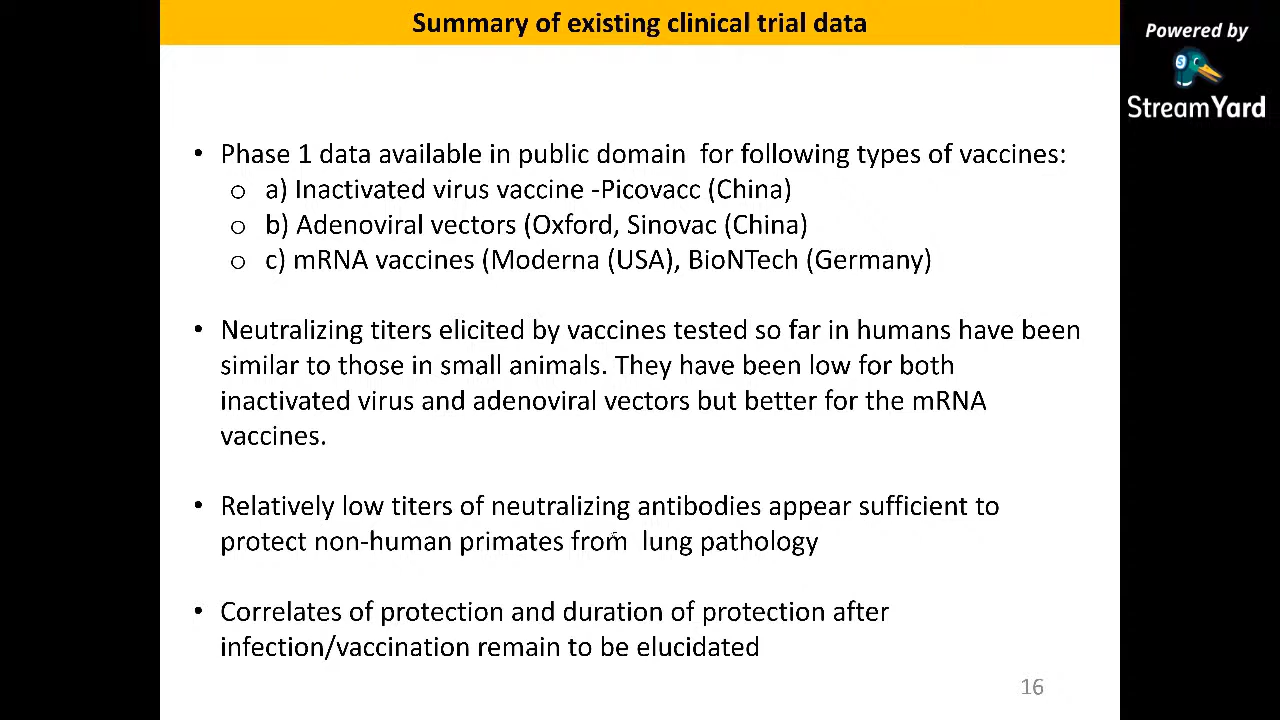 Summary of existing clinical trial data
Powered by
StreamYard
• Phase 1 data available in public domain for following types of vaccines:
o a) Inactivated virus vaccine -Picovacc (China)
o b) Adenoviral vectors (Oxford, Sinovac (China)
o c) mRNA vaccines (Moderna (USA), BioNTech (Germany)
• Neutralizing titers elicited by vaccines tested so far in humans have been
similar to those in small animals. They have been low for both
inactivated virus and adenoviral vectors but better for the mRNA
vaccines.
• Relatively low titers of neutralizing antibodies appear sufficient to
protect non-human primates from lung pathology
• Correlates of protection and duration of protection after
infection/vaccination remain to be elucidated
16